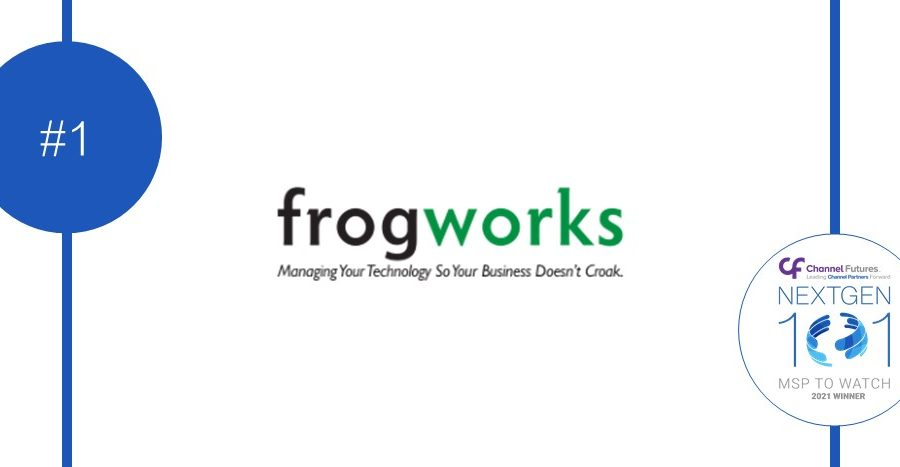 #1
frogworks
Managing Your Technology So Your Business Doesn't Croak.
CF Channel Futures.
Leading Channel Partners Forward
NEXTGEN
101
MSP TO WATCH
2021 WINNER